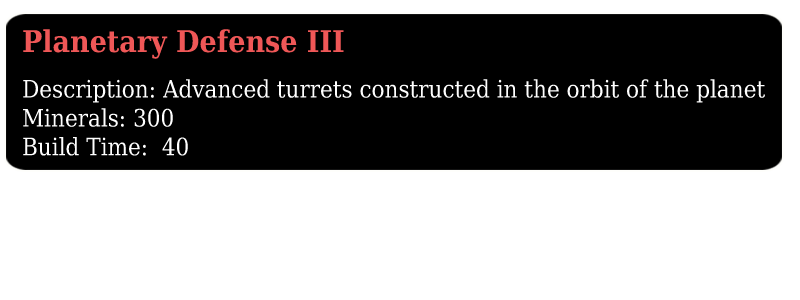 Planetary Defense III
Description: Advanced turrets constructed in the orbit of the planet
Minerals: 300
Build Time:  40